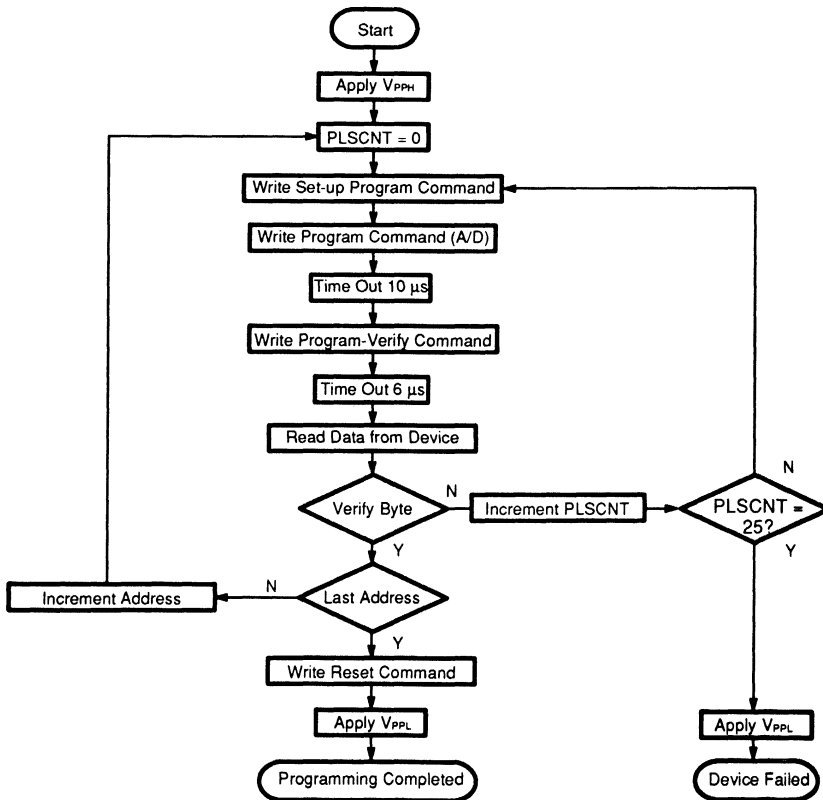 Start
Apply VPPH
PLSCNT = 0
Write Set-up Program Command
Write Program Command (A/D)
Time Out 10 µs
Write Program-Verify Command
Time Out 6 µs
Read Data from Device
Verify Byte
N
Increment PLSCNT
PLSCNT =
25?
N
Y
Y
Last Address
N
Increment Address
Y
Write Reset Command
Apply VPPL
Programming Completed
Apply VPPL
Device Failed